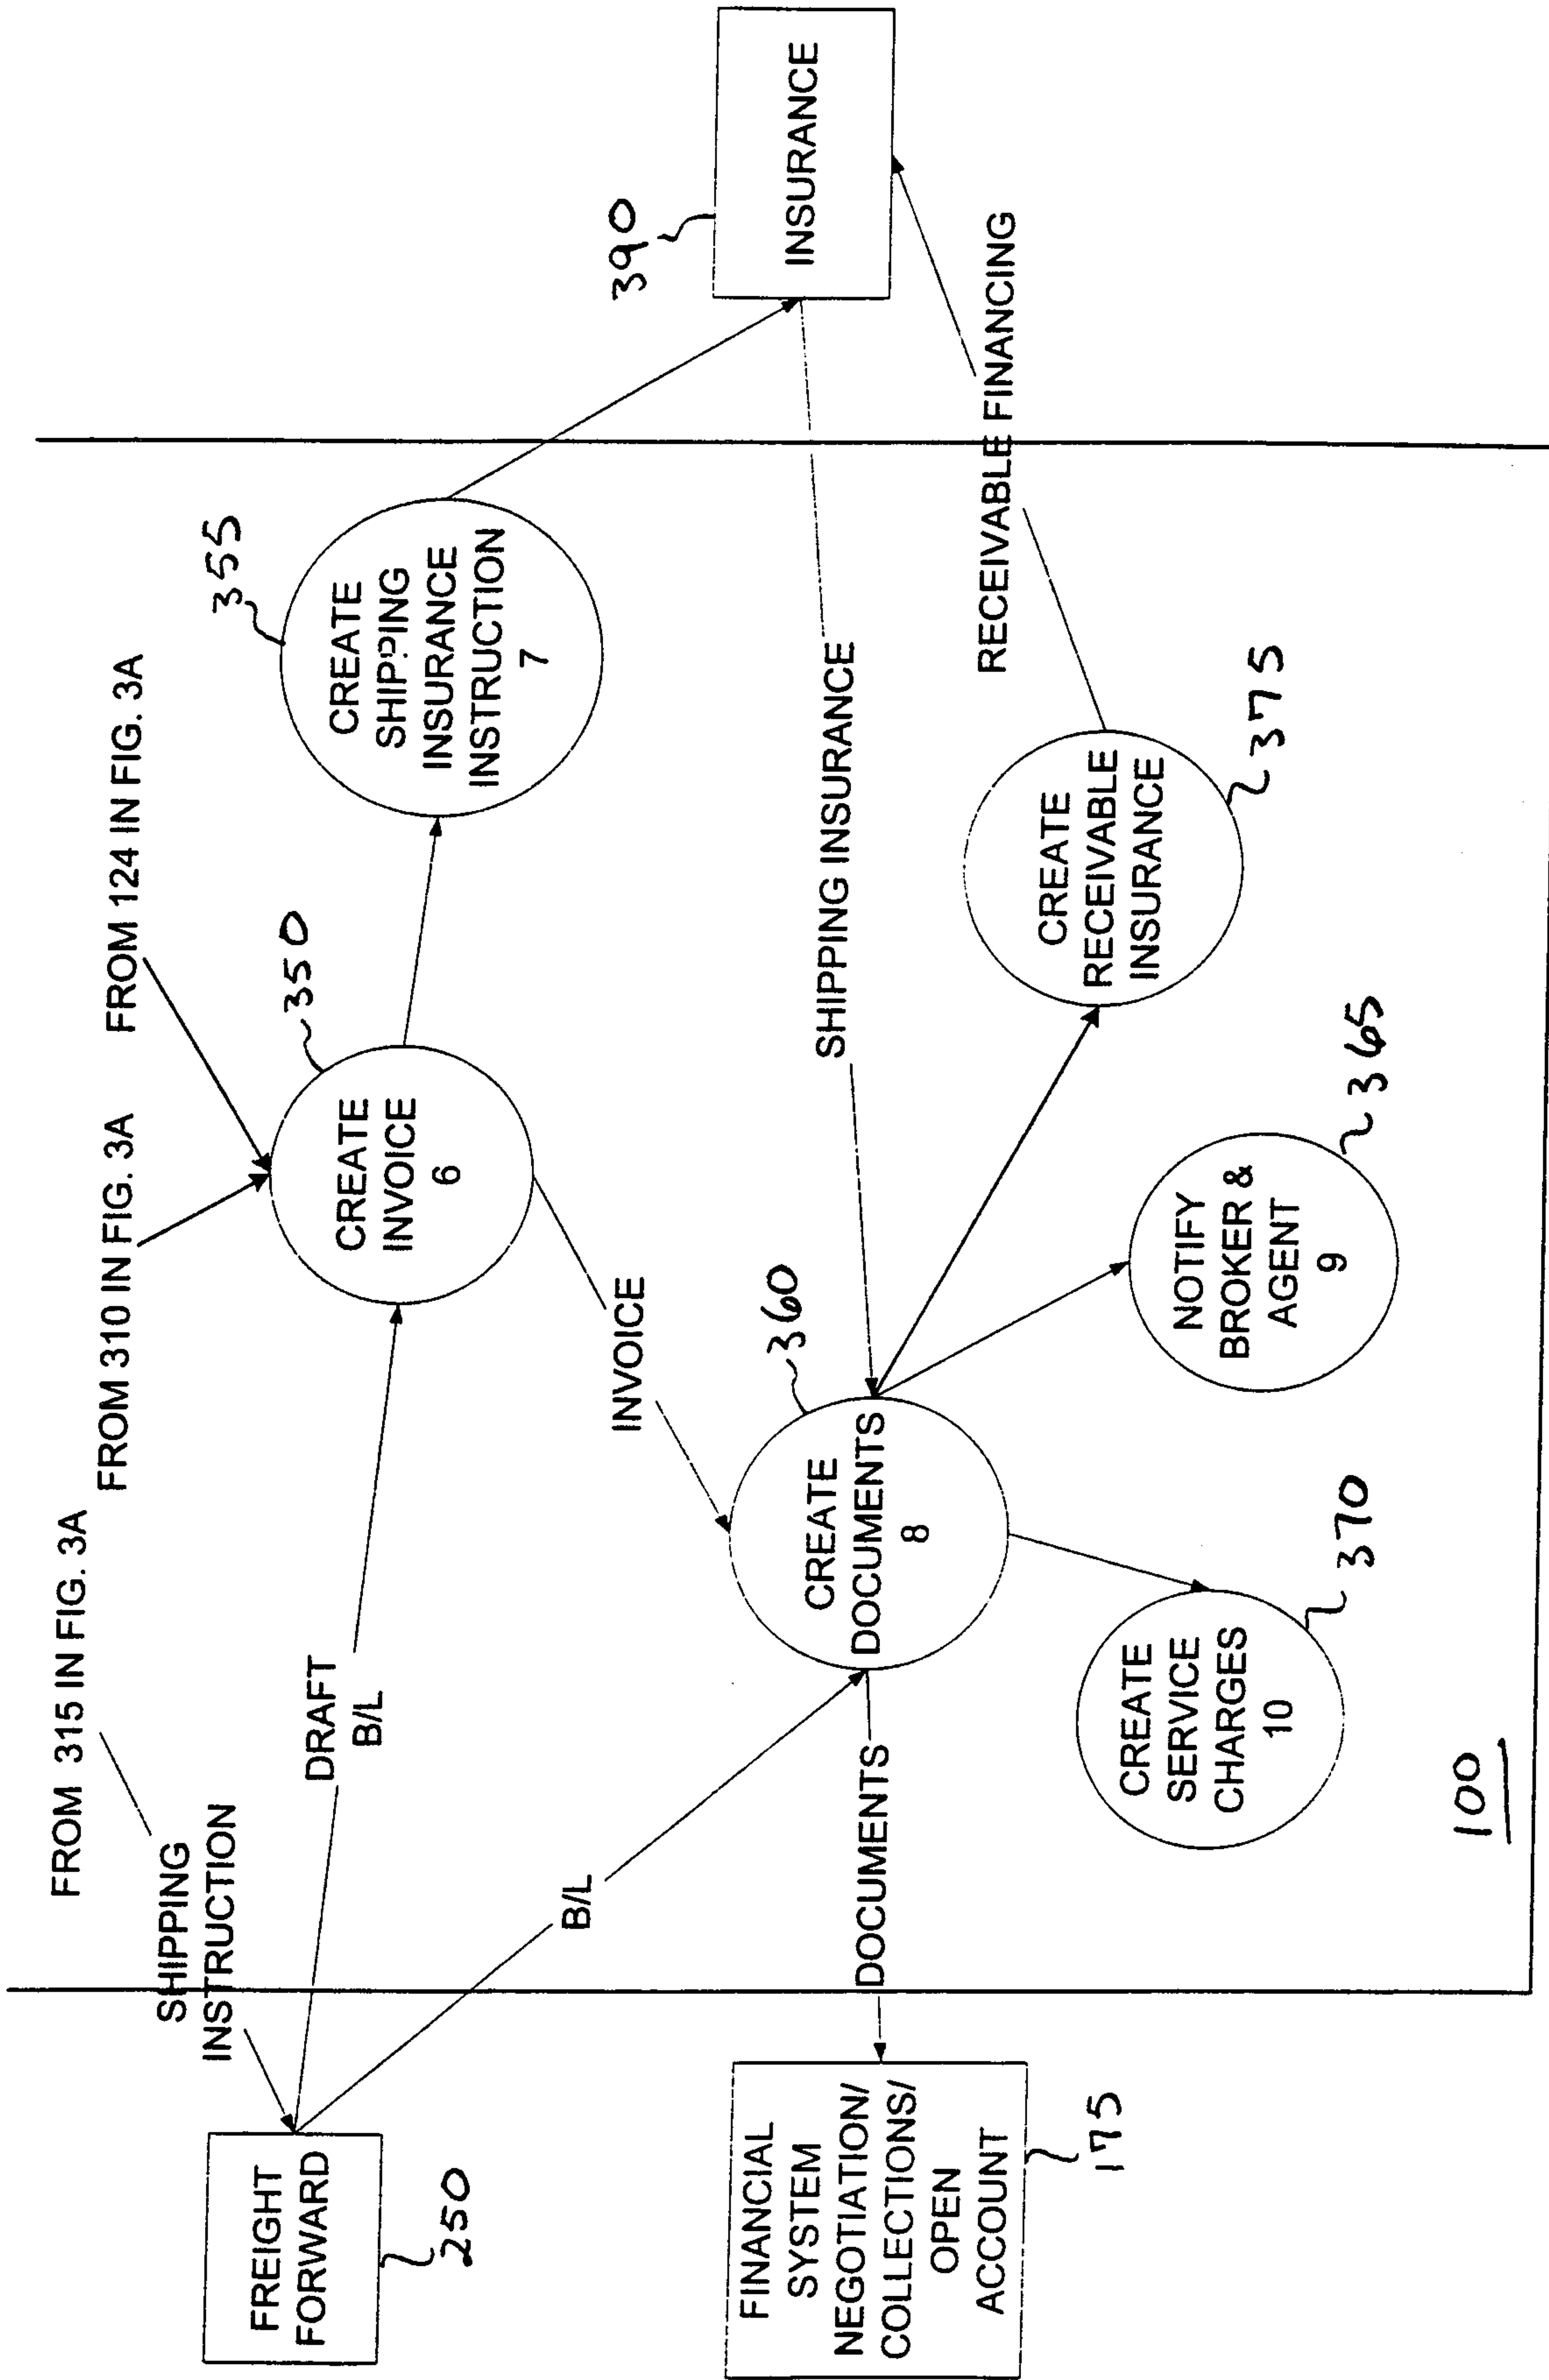 FROM 315 IN FIG. 3A
FROM 310 IN FIG. 3A
FROM 124 IN FIG. 3A
SHIPPING
INSTRUCTION
FREIGHT
FORWARD
250
DRAFT
B/L
CREATE
INVOICE
6
350
CREATE
SHIPPING
INSURANCE
INSTRUCTION
7
355
390
INSURANCE
B/L
INVOICE
SHIPPING INSURANCE
RECEIVABLE FINANCING
FINANCIAL
SYSTEM
NEGOTIATION/
COLLECTIONS/
OPEN
ACCOUNT
175
DOCUMENTS
CREATE
DOCUMENTS
8
360
CREATE
RECEIVABLE
INSURANCE
375
NOTIFY
BROKER &
AGENT
9
365
CREATE
SERVICE
CHARGES
10
370
100